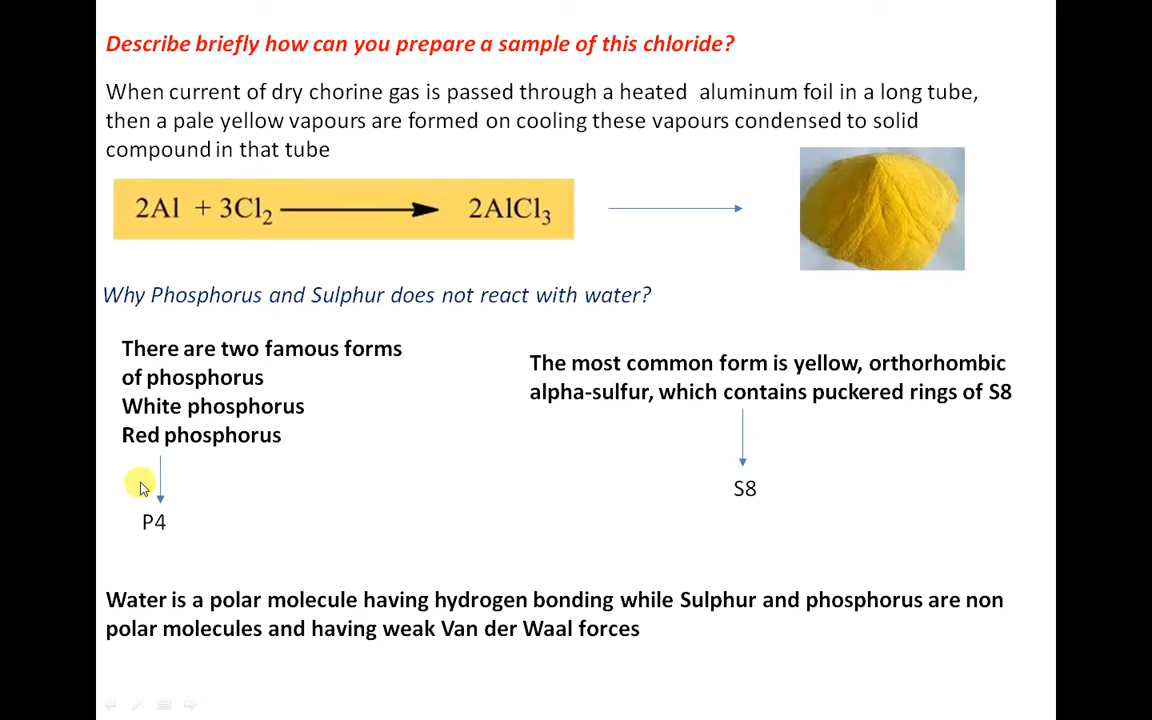 Describe briefly how can you prepare a sample of this chloride?
When current of dry chorine gas is passed through a heated  aluminum foil in a long tube,
then a pale yellow vapours are formed on cooling these vapours condensed to solid
compound in that tube
2Al + 3Cl₂ ⟶ 2AlCl₃
Why Phosphorus and Sulphur does not react with water?
There are two famous forms
of phosphorus
White phosphorus
Red phosphorus
The most common form is yellow, orthorhombic
alpha-sulfur, which contains puckered rings of S8
S8
P4
Water is a polar molecule having hydrogen bonding while Sulphur and phosphorus are non
polar molecules and having weak Van der Waal forces